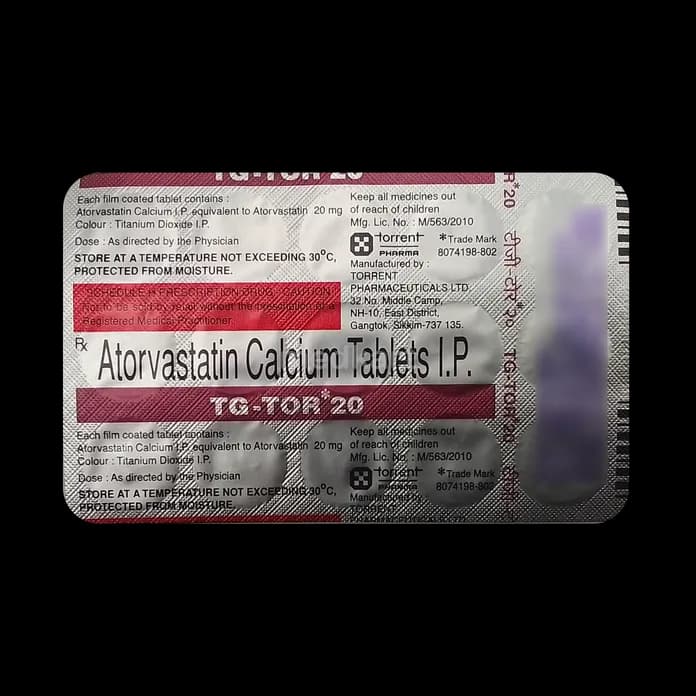 TG-TOR 20
Each film coated tablet contains :
Atorvastatin Calcium I.P. equivalent to Atorvastatin 20 mg
Colour : Titanium Dioxide I.P.
Dose : As directed by the Physician
STORE AT A TEMPERATURE NOT EXCEEDING 30°C,
PROTECTED FROM MOISTURE.
SCHEDULE H PRESCRIPTION DRUG - CAUTION
Not to be sold by retail without the prescription of a
Registered Medical Practitioner.
Keep all medicines out
of reach of children
Mfg. Lic. No. : M/563/2010
torrent
PHARMA
*Trade Mark
8074198-802
Manufactured by :
TORRENT
PHARMACEUTICALS LTD.
32 No. Middle Camp,
NH-10, East District,
Gangtok, Sikkim-737 135.
Rx
Atorvastatin Calcium Tablets I.P.
TG-TOR*20
Each film coated tablet contains :
Atorvastatin Calcium I.P. equivalent to Atorvastatin 20 mg
Colour : Titanium Dioxide I.P.
Dose : As directed by the Physician
STORE AT A TEMPERATURE NOT EXCEEDING 30°C,
PROTECTED FROM MOISTURE.
Keep all medicines out
of reach of children
Mfg. Lic. No. : M/563/2010
torrent
PHARMA
*Trade Mark
8074198-802
Manufactured by :
TORRENT
PHARMACEUTICALS LTD.
R*20
टीजी-टोर*२०
TG-TOR*20